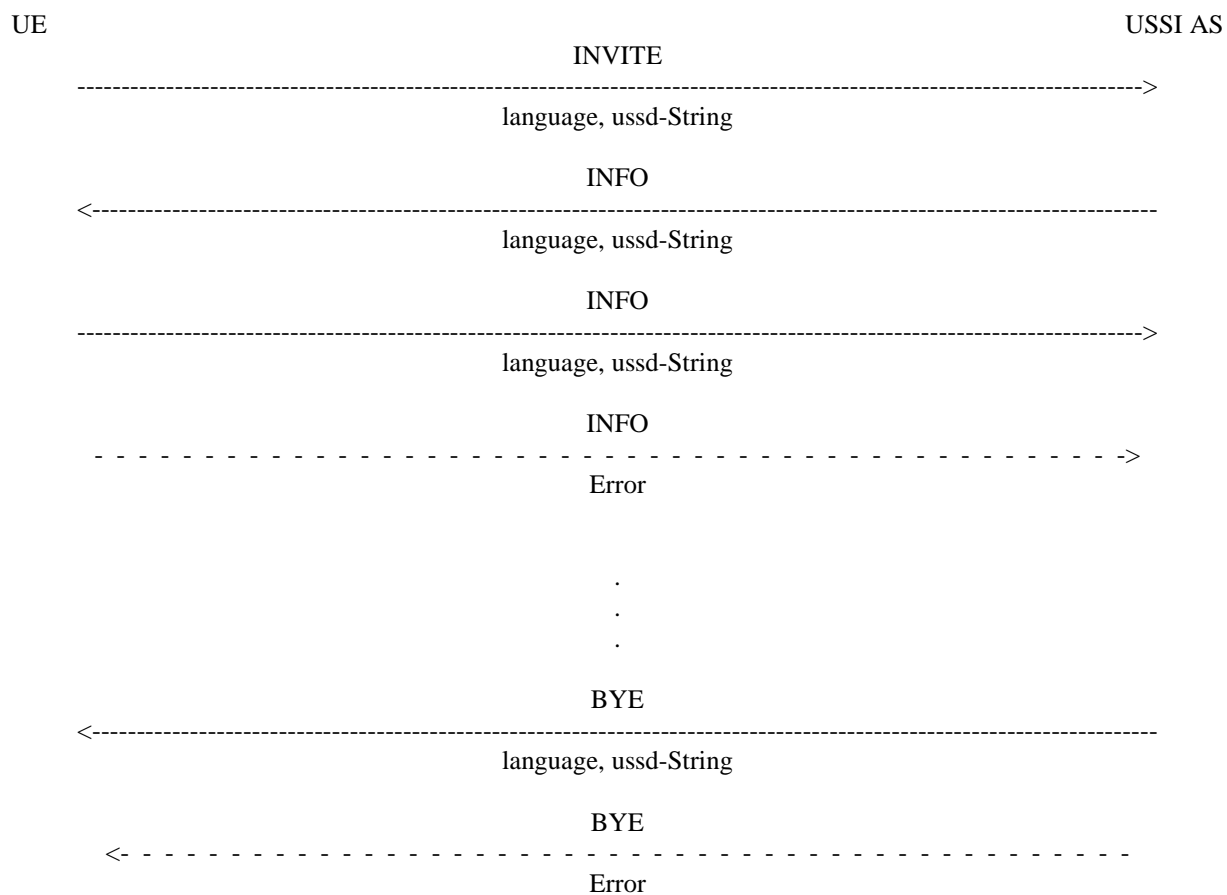 UE USSI AS
INVITE
------------------------------------------------------------------------------------------------------------------------>
language, ussd-String
INFO
<------------------------------------------------------------------------------------------------------------------------
language, ussd-String
INFO
------------------------------------------------------------------------------------------------------------------------>
language, ussd-String
INFO
- - - - - - - - - - - - - - - - - - - - - - - - - - - - - - - - - - - - - - - - - - - - - - - ->
Error
.
.
.
BYE
<------------------------------------------------------------------------------------------------------------------------
language, ussd-String
BYE
<- - - - - - - - - - - - - - - - - - - - - - - - - - - - - - - - - - - - - - - - - - - - - - -
Error